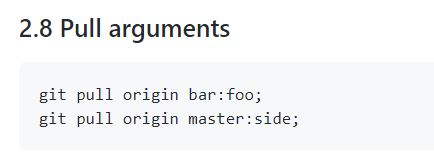 2.8 Pull arguments
git pull origin bar:foo;
git pull origin master:side;